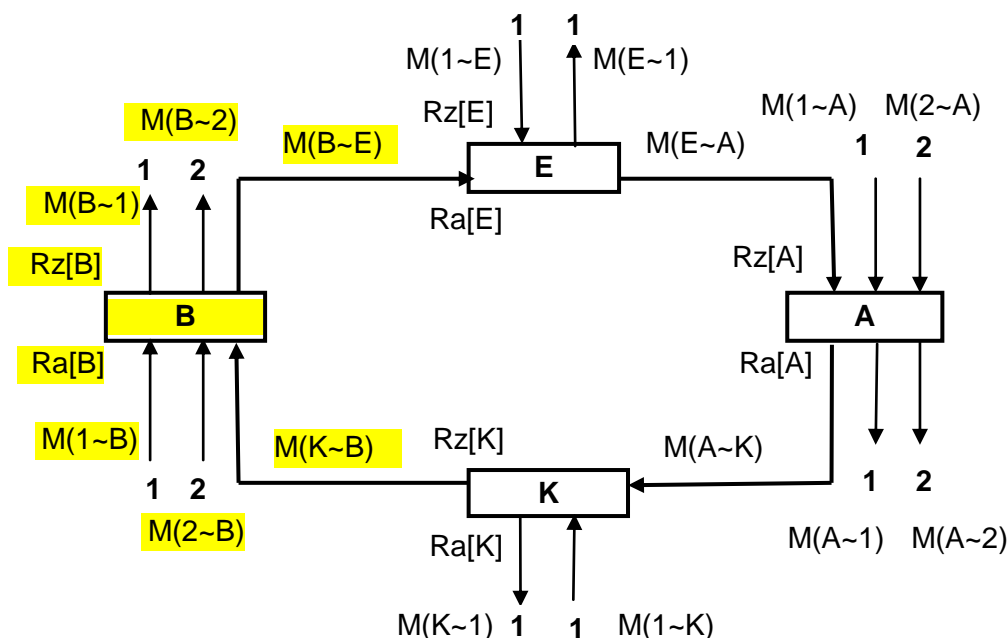 1 1
M(1~E) M(E~1)
M(B~2) Rz[E] M(1~A) M(2~A)
M(B~E) M(E~A) 1 2
1 2 E
M(B~1) Ra[E]
Rz[B] Rz[A]
B A
Ra[B] Ra[A]
M(1~B) M(K~B) Rz[K] M(A~K)
1 2 K 1 2
M(2~B) Ra[K] M(A~1) M(A~2)
M(K~1) 1 1 M(1~K)